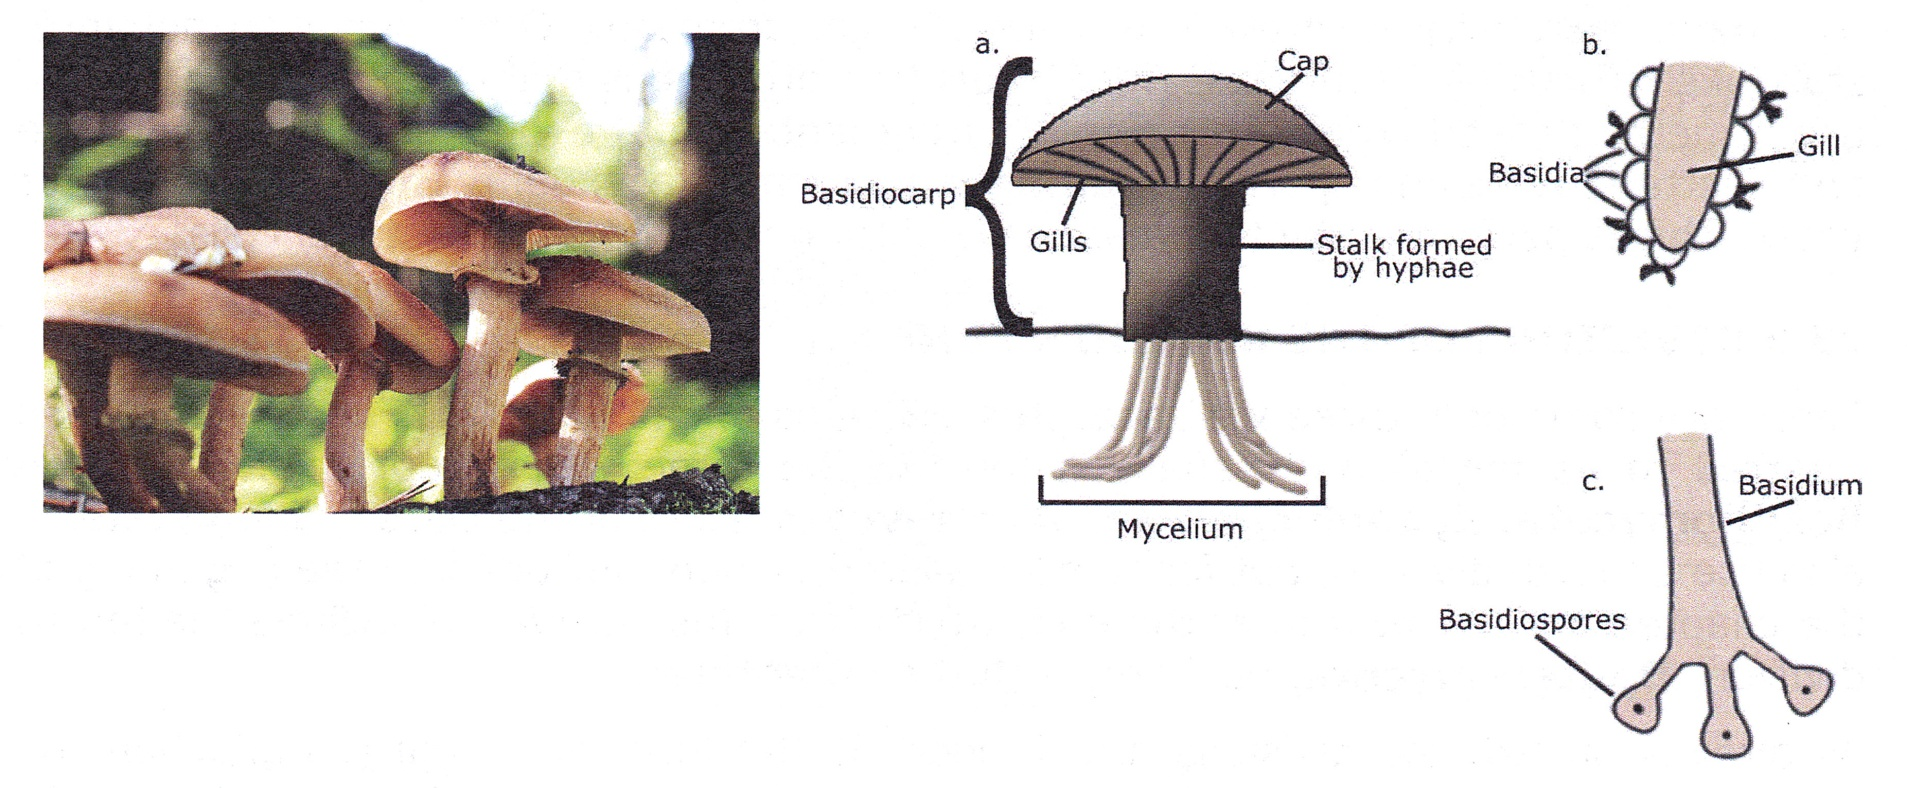 a.
Cap
Basidiocarp
Gills
Stalk formed
by hyphae
Mycelium
b.
Basidia
Gill
c.
Basidium
Basidiospores